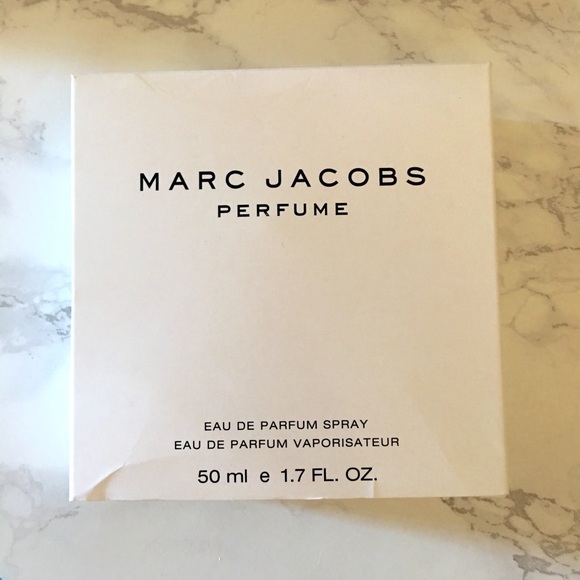 MARC JACOBS
PERFUME
EAU DE PARFUM SPRAY
EAU DE PARFUM VAPORISATEUR
50 ml e 1.7 FL. OZ.